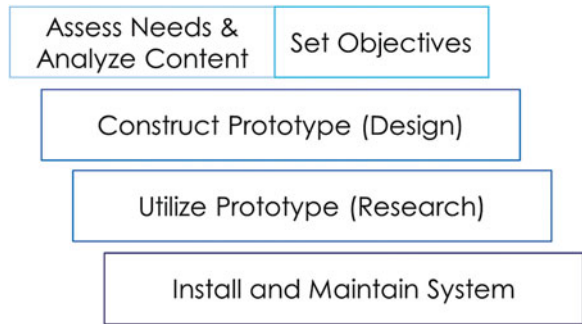 Assess Needs &
Analyze Content
Set Objectives
Construct Prototype (Design)
Utilize Prototype (Research)
Install and Maintain System